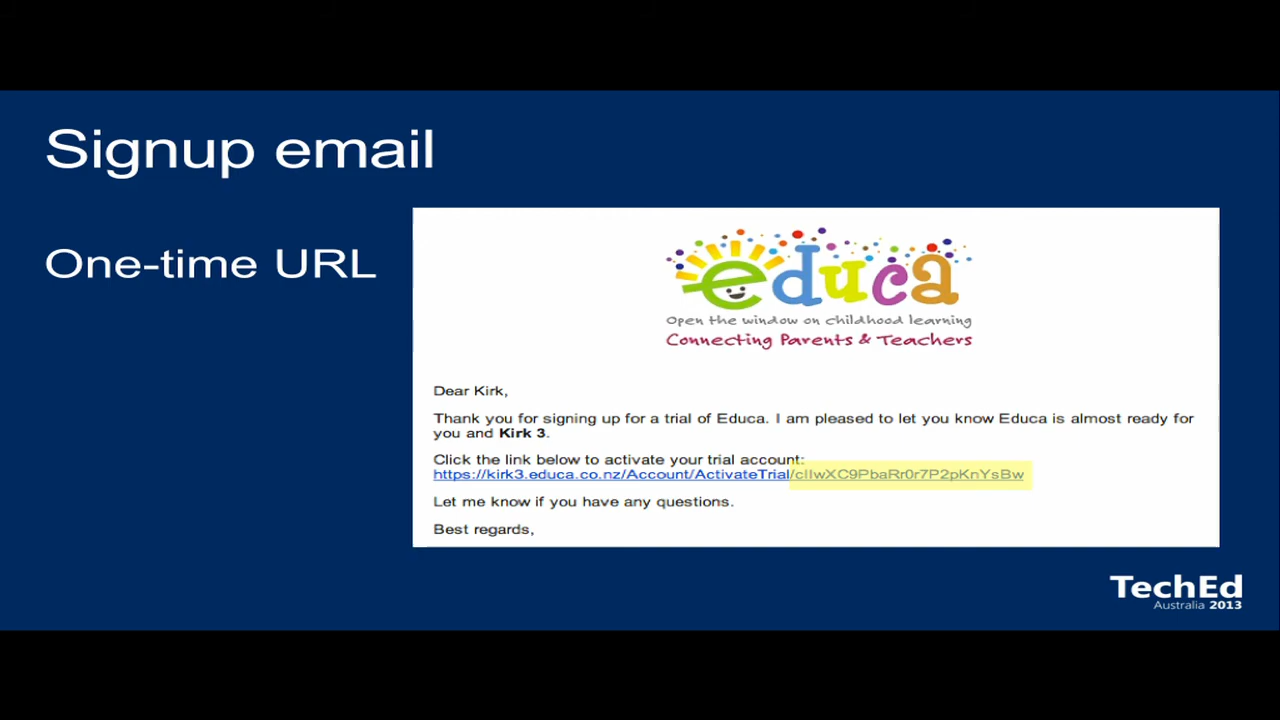 Signup email
One-time URL
educa
Open the window on childhood learning
Connecting Parents & Teachers
Dear Kirk,
Thank you for signing up for a trial of Educa. I am pleased to let you know Educa is almost ready for
you and Kirk 3.
Click the link below to activate your trial account:
https://kirk3.educa.co.nz/Account/ActivateTrial/cIIwXC9PbaRr0r7P2pKnYsBw
Let me know if you have any questions.
Best regards,
TechEd
Australia 2013